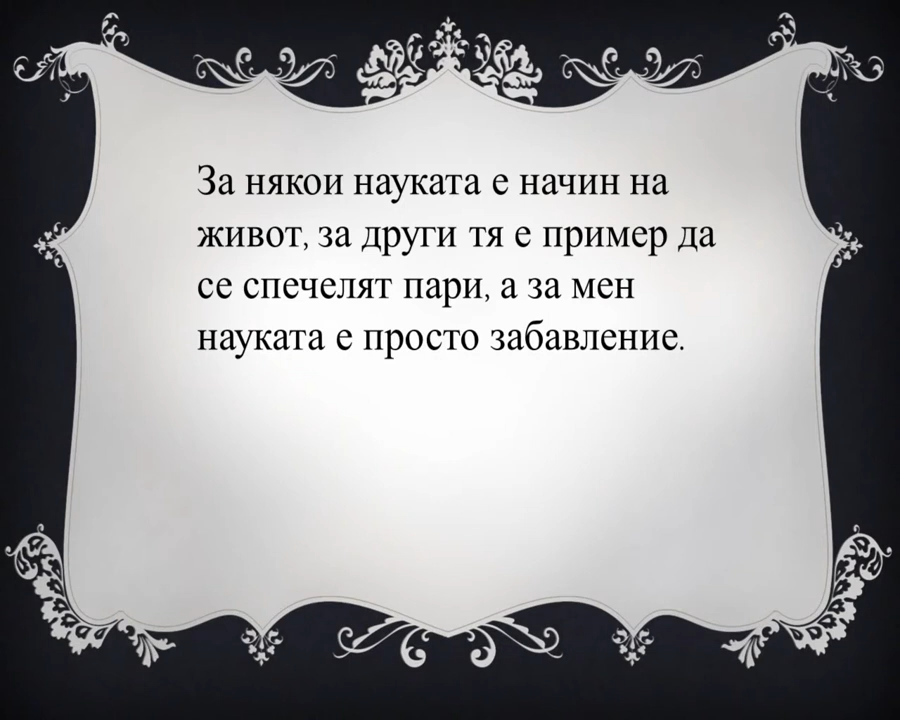 За някои науката е начин на
живот, за други тя е пример да
се спечелят пари, а за мен
науката е просто забавление.